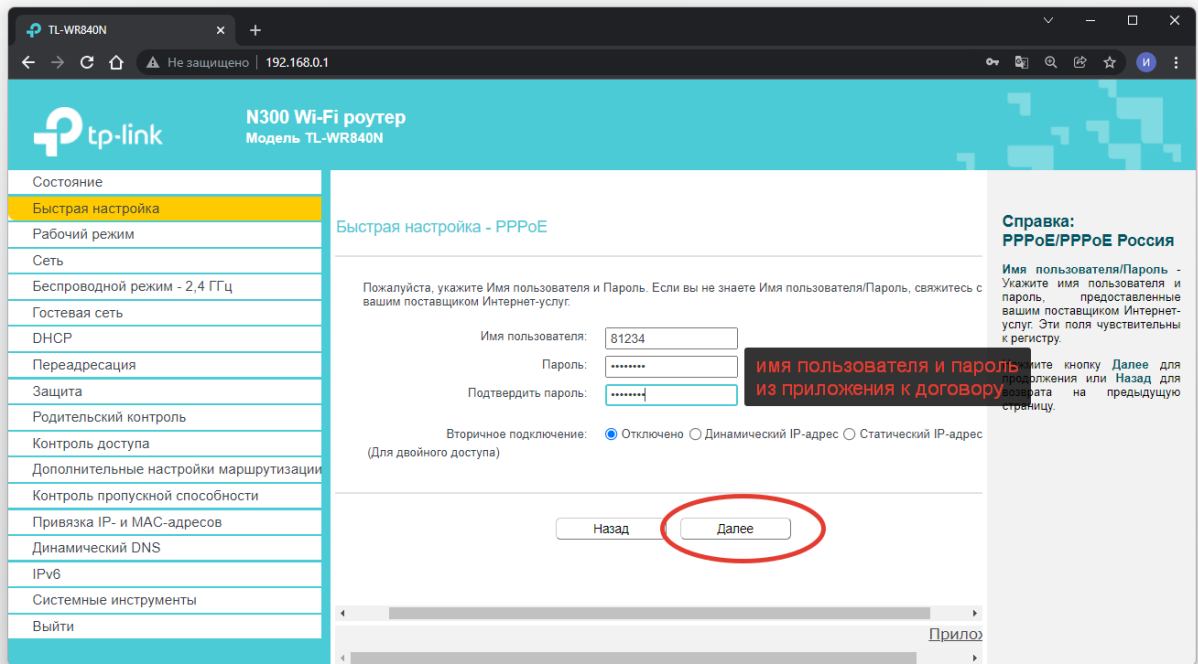 TL-WR840N
Не защищено
192.168.0.1
и
tp-link
N300 Wi-Fi роутер
Модель TL-WR840N
Состояние
Быстрая настройка
Рабочий режим
Сеть
Беспроводной режим - 2,4 ГГц
Гостевая сеть
DHCP
Переадресация
Защита
Родительский контроль
Контроль доступа
Дополнительные настройки маршрутизации
Контроль пропускной способности
Привязка IP- и MAC-адресов
Динамический DNS
IPv6
Системные инструменты
Выйти
Быстрая настройка - PPPoE
Пожалуйста, укажите Имя пользователя и Пароль. Если вы не знаете Имя пользователя/Пароль, свяжитесь с
вашим поставщиком Интернет-услуг.
Имя пользователя: 81234
Пароль: ••••••••
Подтвердить пароль: ••••••••
имя пользователя и пароль
из приложения к договору
Вторичное подключение: Отключено Динамический IP-адрес Статический IP-адрес
(Для двойного доступа)
Назад Далее
Прилож
Справка:
PPPoE/PPPoE Россия
Имя пользователя/Пароль -
Укажите имя пользователя и
пароль, предоставленные
вашим поставщиком Интернет-
услуг. Эти поля чувствительны
к регистру.
кнопку Далее для
продолжения или Назад для
возврата на предыдущую
страницу.